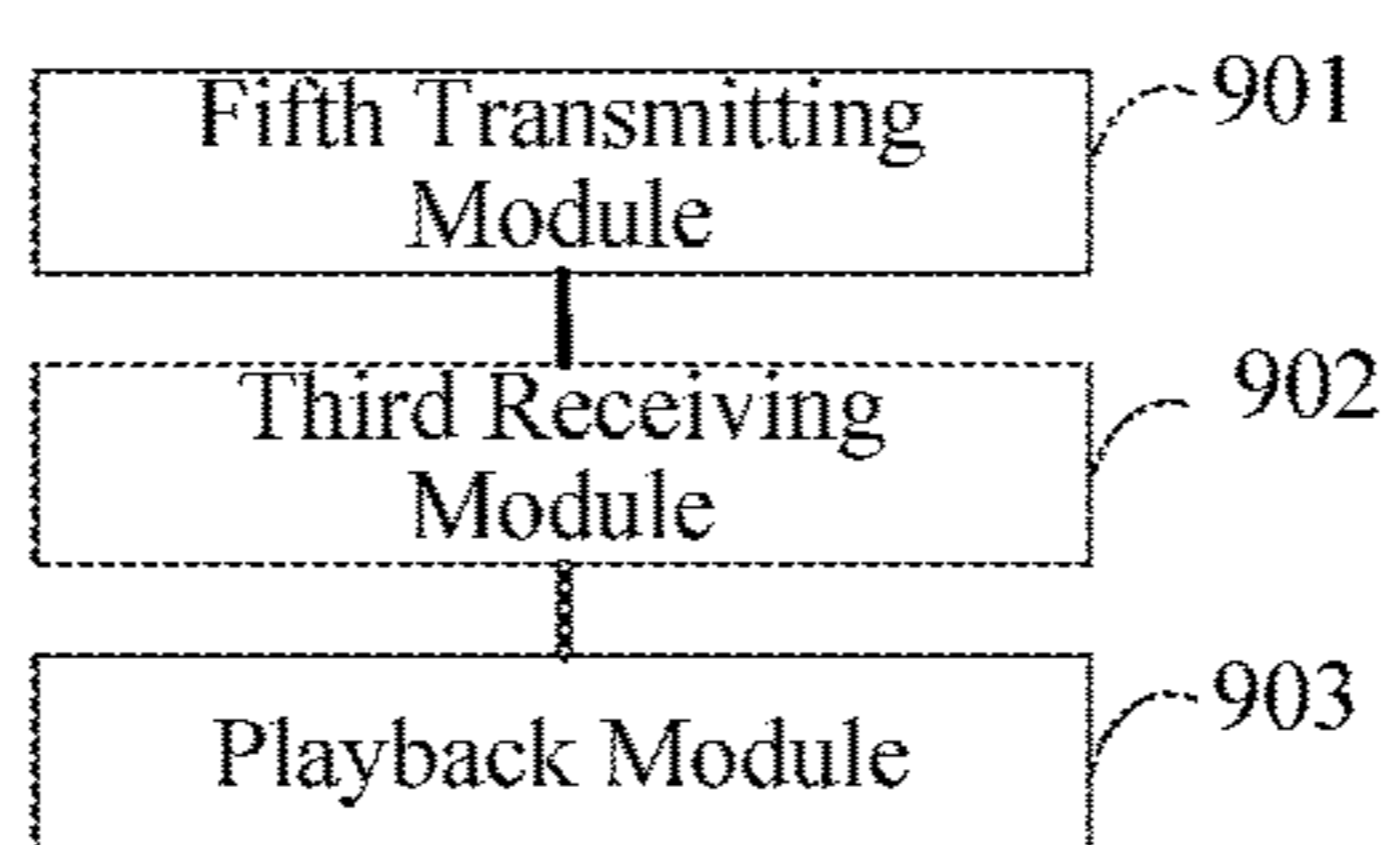 Fifth Transmitting
Module
901
Third Receiving
Module
902
Playback Module
903